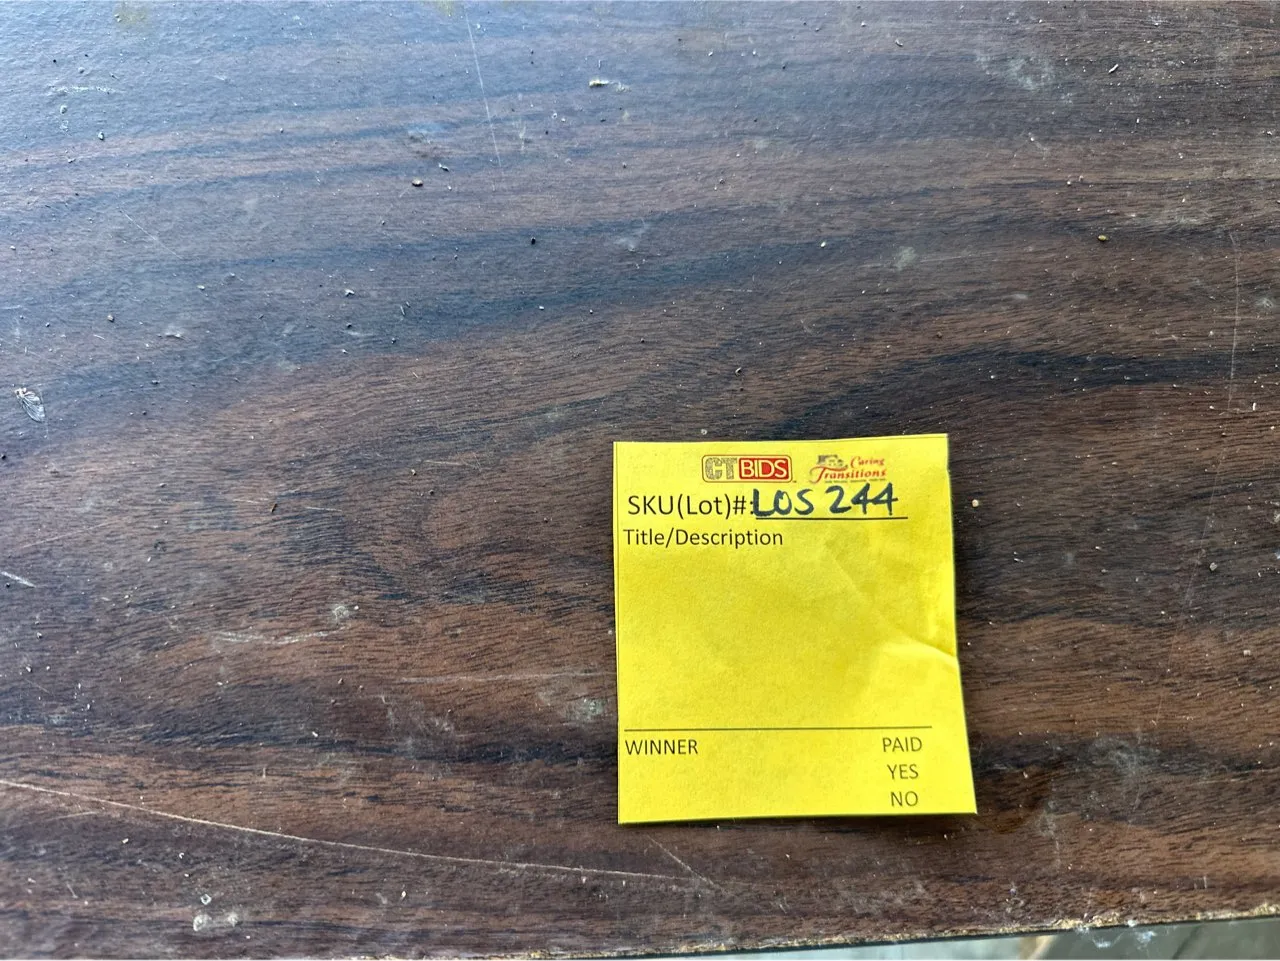 CTBIDS Caring Transitions
SKU(Lot)#:LOS 244
Title/Description
WINNER PAID
YES
NO